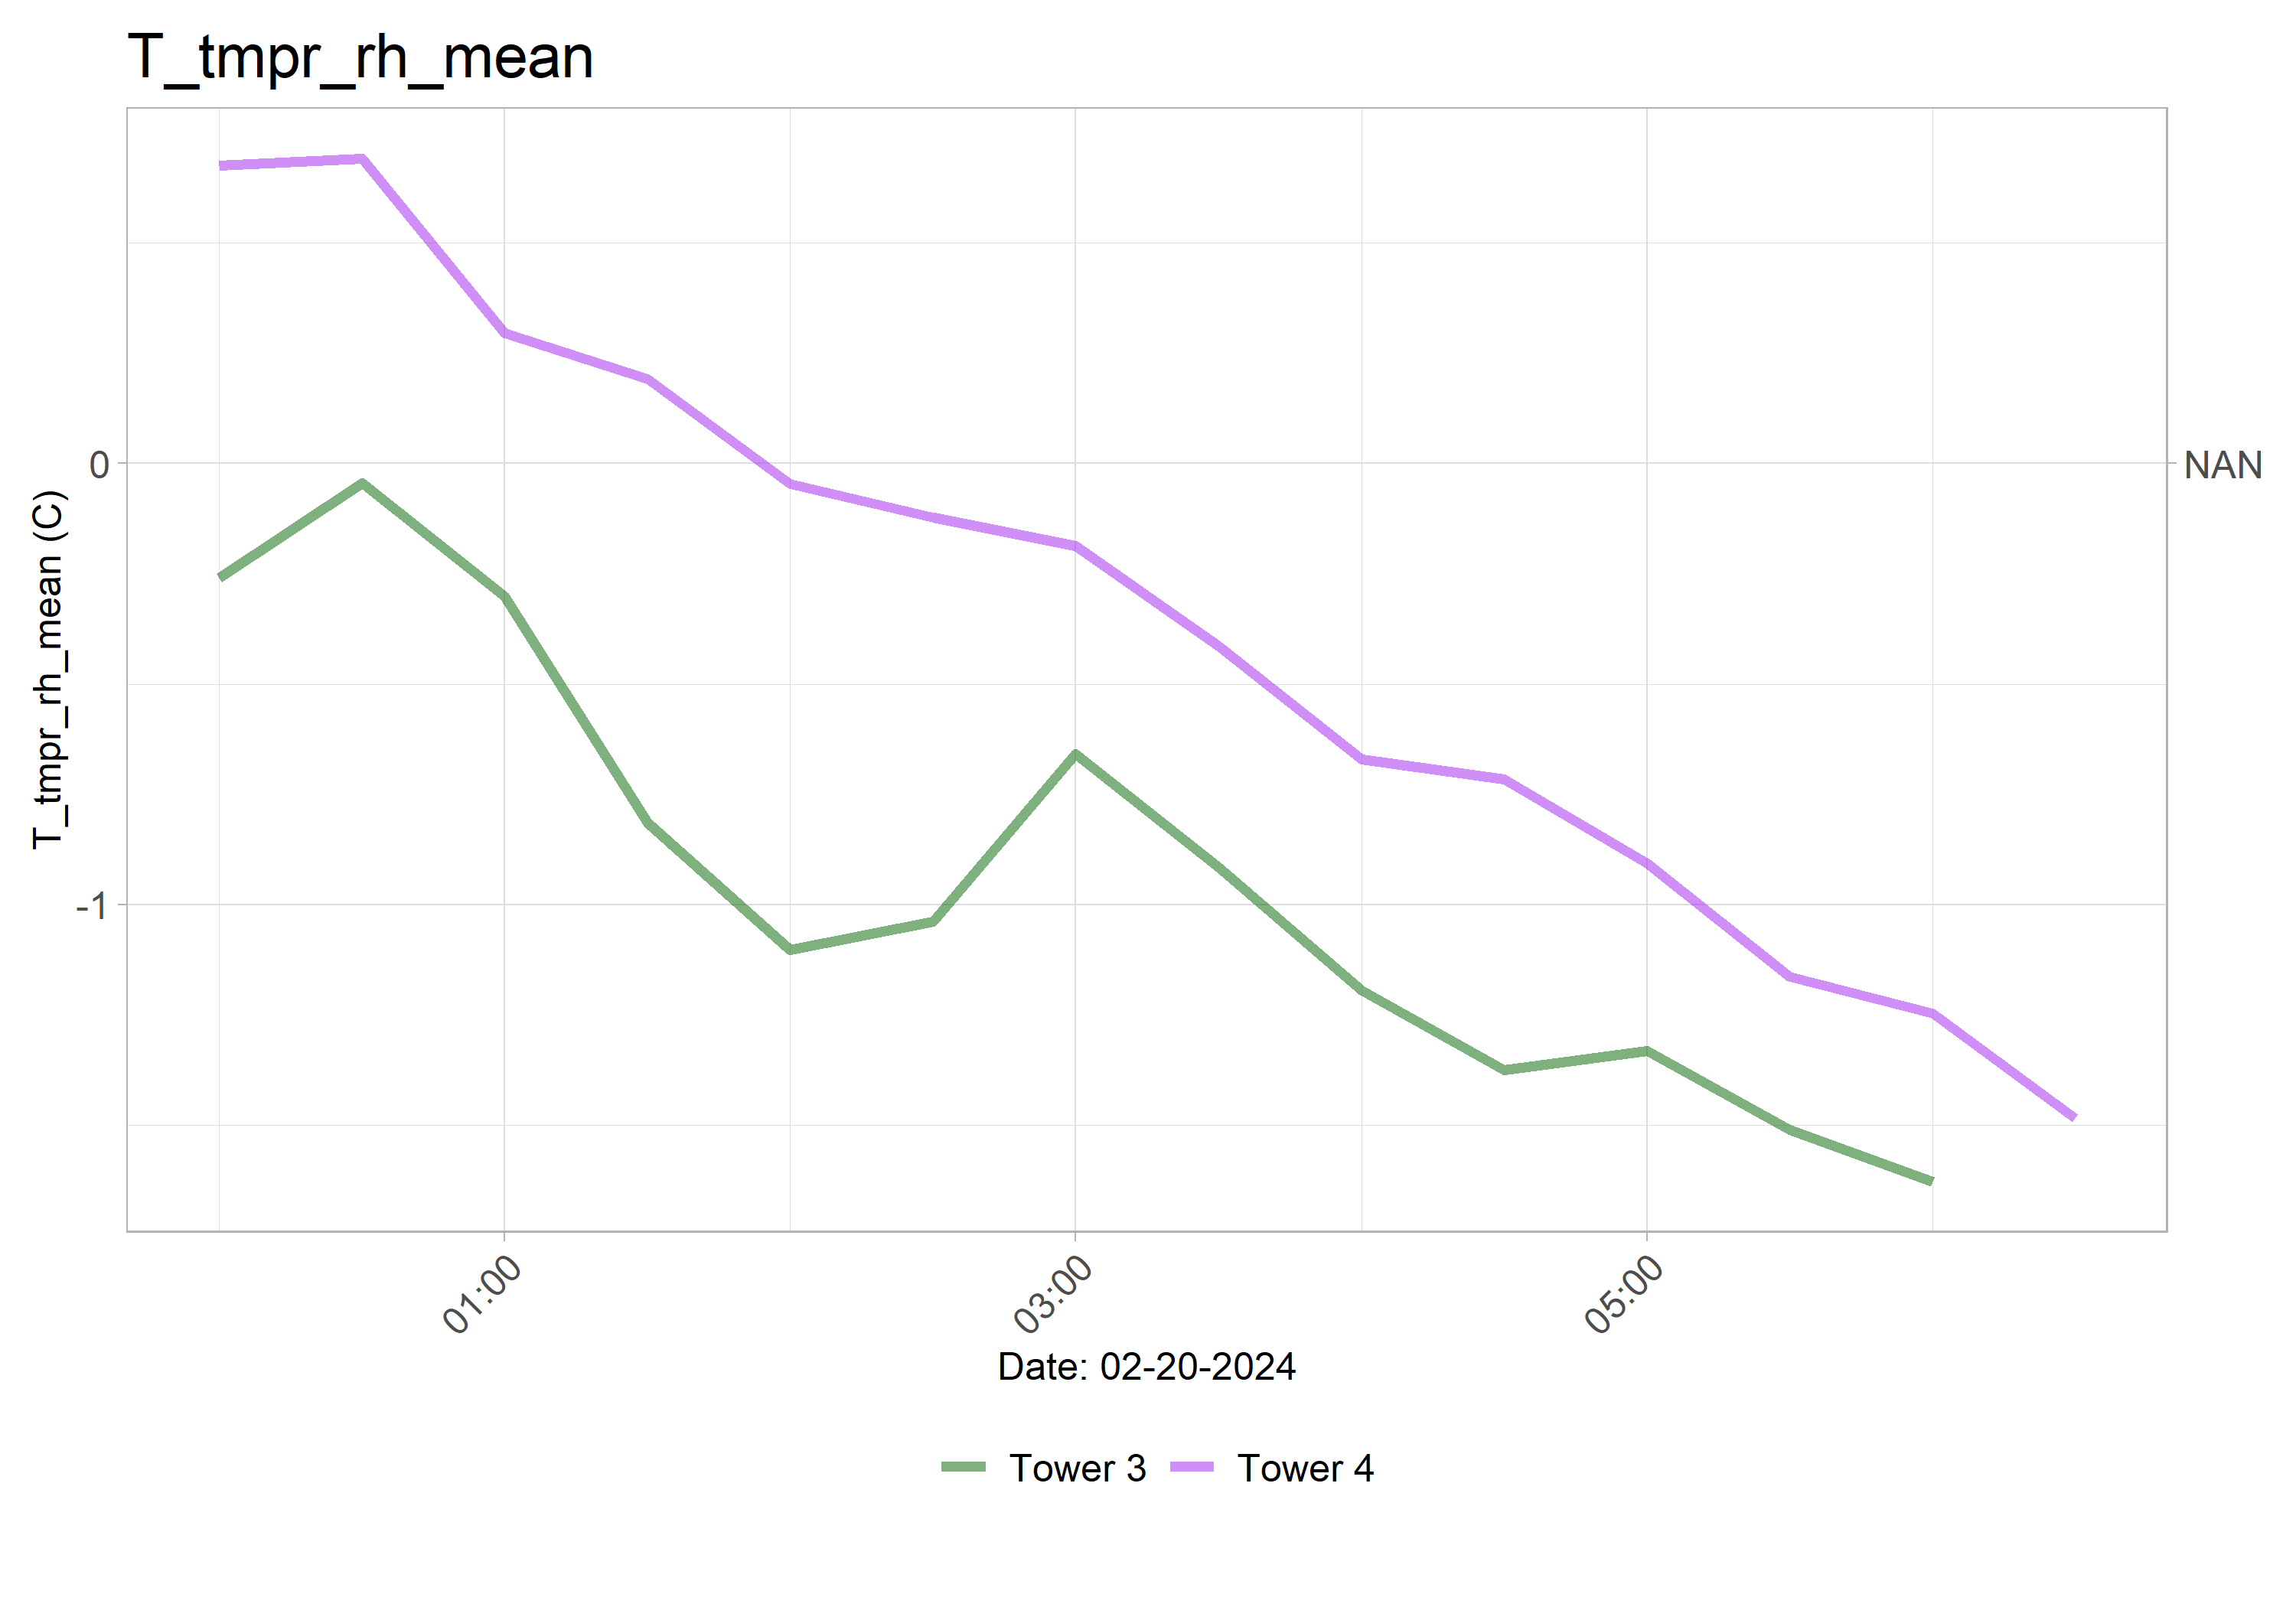 T_tmpr_rh_mean
T_tmpr_rh_mean (C)
0
-1
NAN
01:00
03:00
05:00
Date: 02-20-2024
Tower 3
Tower 4